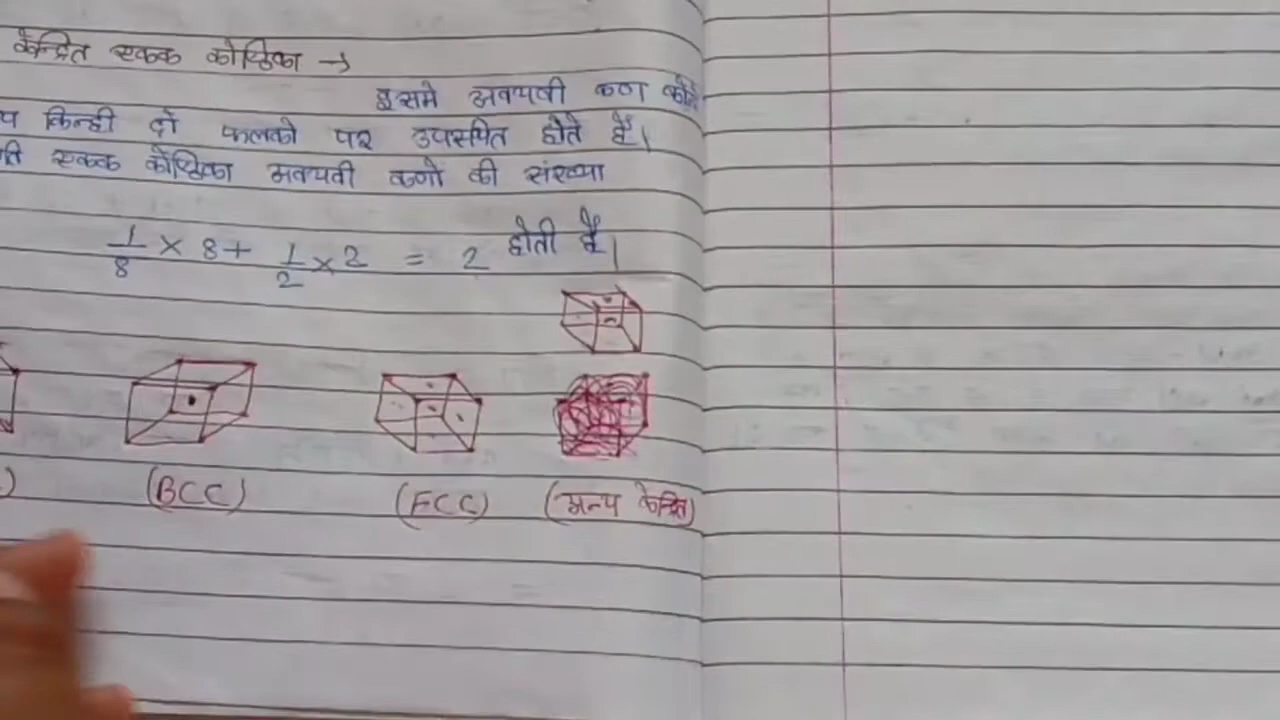 केन्द्रित एकक कोष्ठिका →
इसमे अवयवी कण कोने
किन्ही दो फलको पर उपस्थित होते हैं।
एकक कोष्ठिका अवयवी कणो की संख्या
1/8 × 8 + 1/2 × 2 = 2 होती हैं।
(BCC) (FCC) (अन्य केन्द्रित)